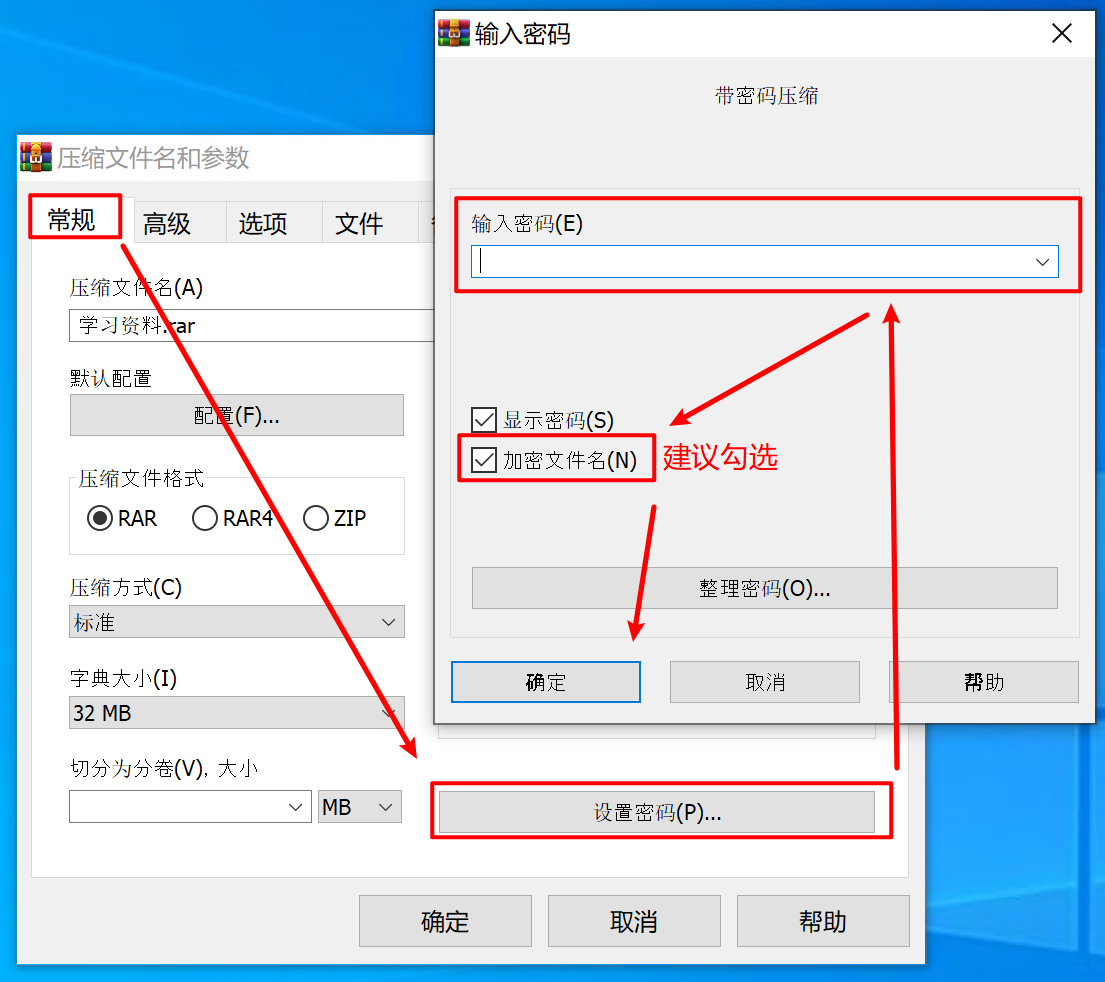 输入密码
带密码压缩
输入密码(E)
显示密码(S)
加密文件名(N)
建议勾选
整理密码(O)...
确定
取消
帮助
压缩文件名和参数
常规
高级
选项
文件
压缩文件名(A)
学习资料.rar
默认配置
配置(F)...
压缩文件格式
RAR
RAR4
ZIP
压缩方式(C)
标准
字典大小(I)
32 MB
切分为分卷(V), 大小
MB
设置密码(P)...
确定
取消
帮助